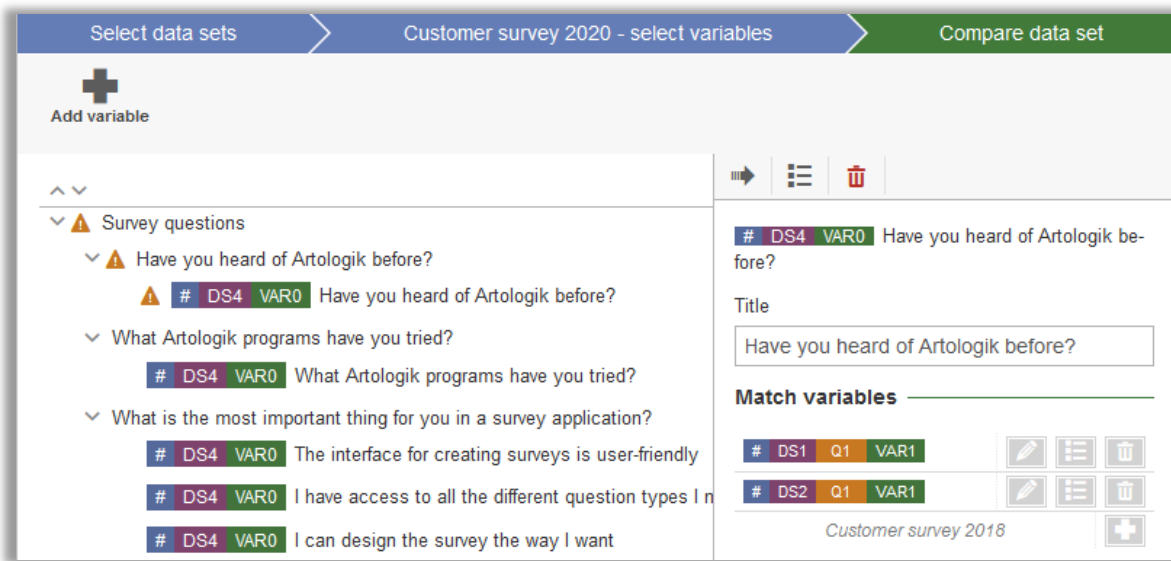 Select data sets
Customer survey 2020 - select variables
Compare data set
Add variable
Survey questions
Have you heard of Artologik before?
# DS4 VAR0 Have you heard of Artologik before?
What Artologik programs have you tried?
# DS4 VAR0 What Artologik programs have you tried?
What is the most important thing for you in a survey application?
# DS4 VAR0 The interface for creating surveys is user-friendly
# DS4 VAR0 I have access to all the different question types I
# DS4 VAR0 I can design the survey the way I want
# DS4 VAR0 Have you heard of Artologik be-
fore?
Title
Have you heard of Artologik before?
Match variables
# DS1 Q1 VAR1
# DS2 Q1 VAR1
Customer survey 2018